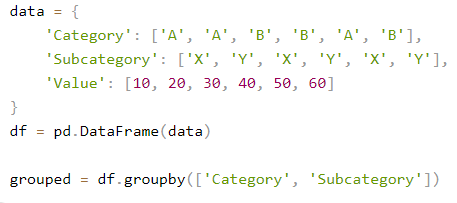 data = {
    'Category': ['A', 'A', 'B', 'B', 'A', 'B'],
    'Subcategory': ['X', 'Y', 'X', 'Y', 'X', 'Y'],
    'Value': [10, 20, 30, 40, 50, 60]
}
df = pd.DataFrame(data)

grouped = df.groupby(['Category', 'Subcategory'])